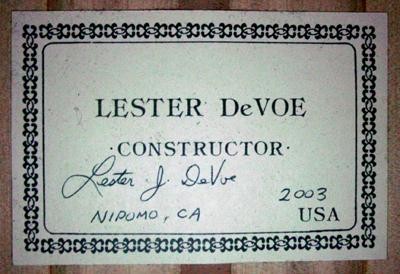 LESTER DeVOE
·CONSTRUCTOR·
Lester J. DeVoe
2003
NIPOMO, CA
USA